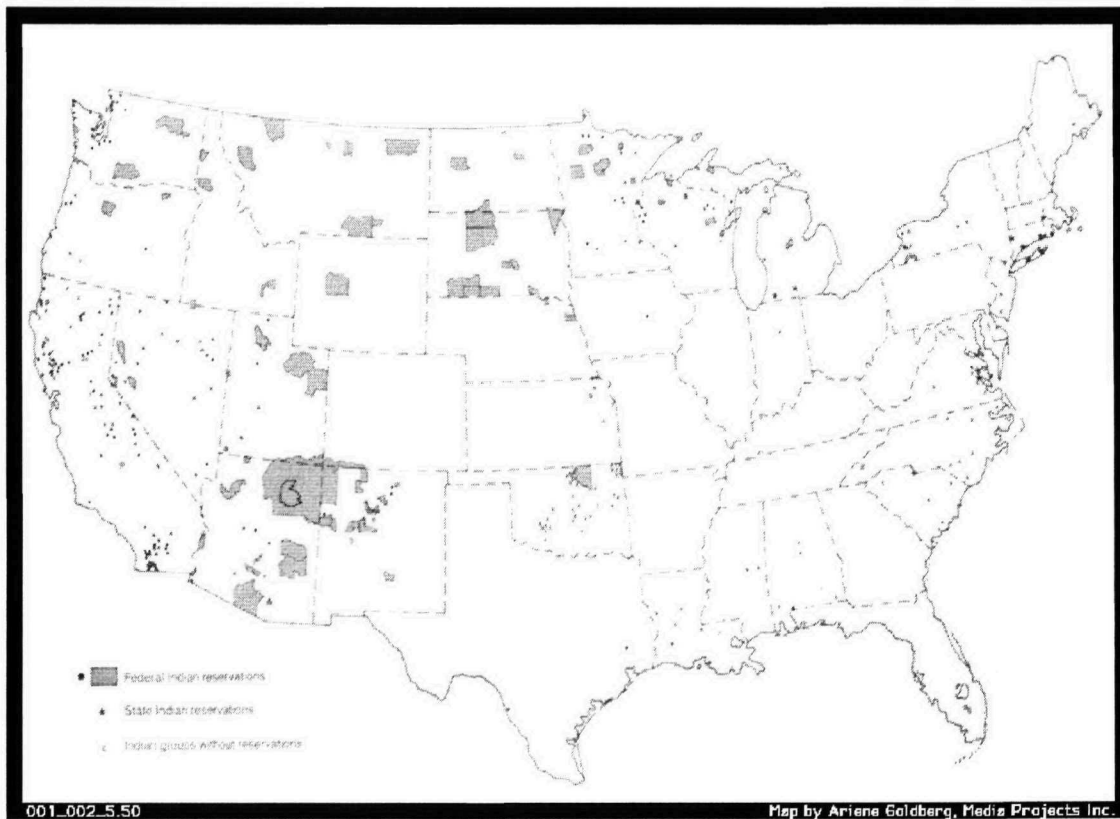 Federal Indian reservations
State Indian reservations
Indian groups without reservations
001_002_5.50
Map by Arlene Goldberg, Media Projects Inc.